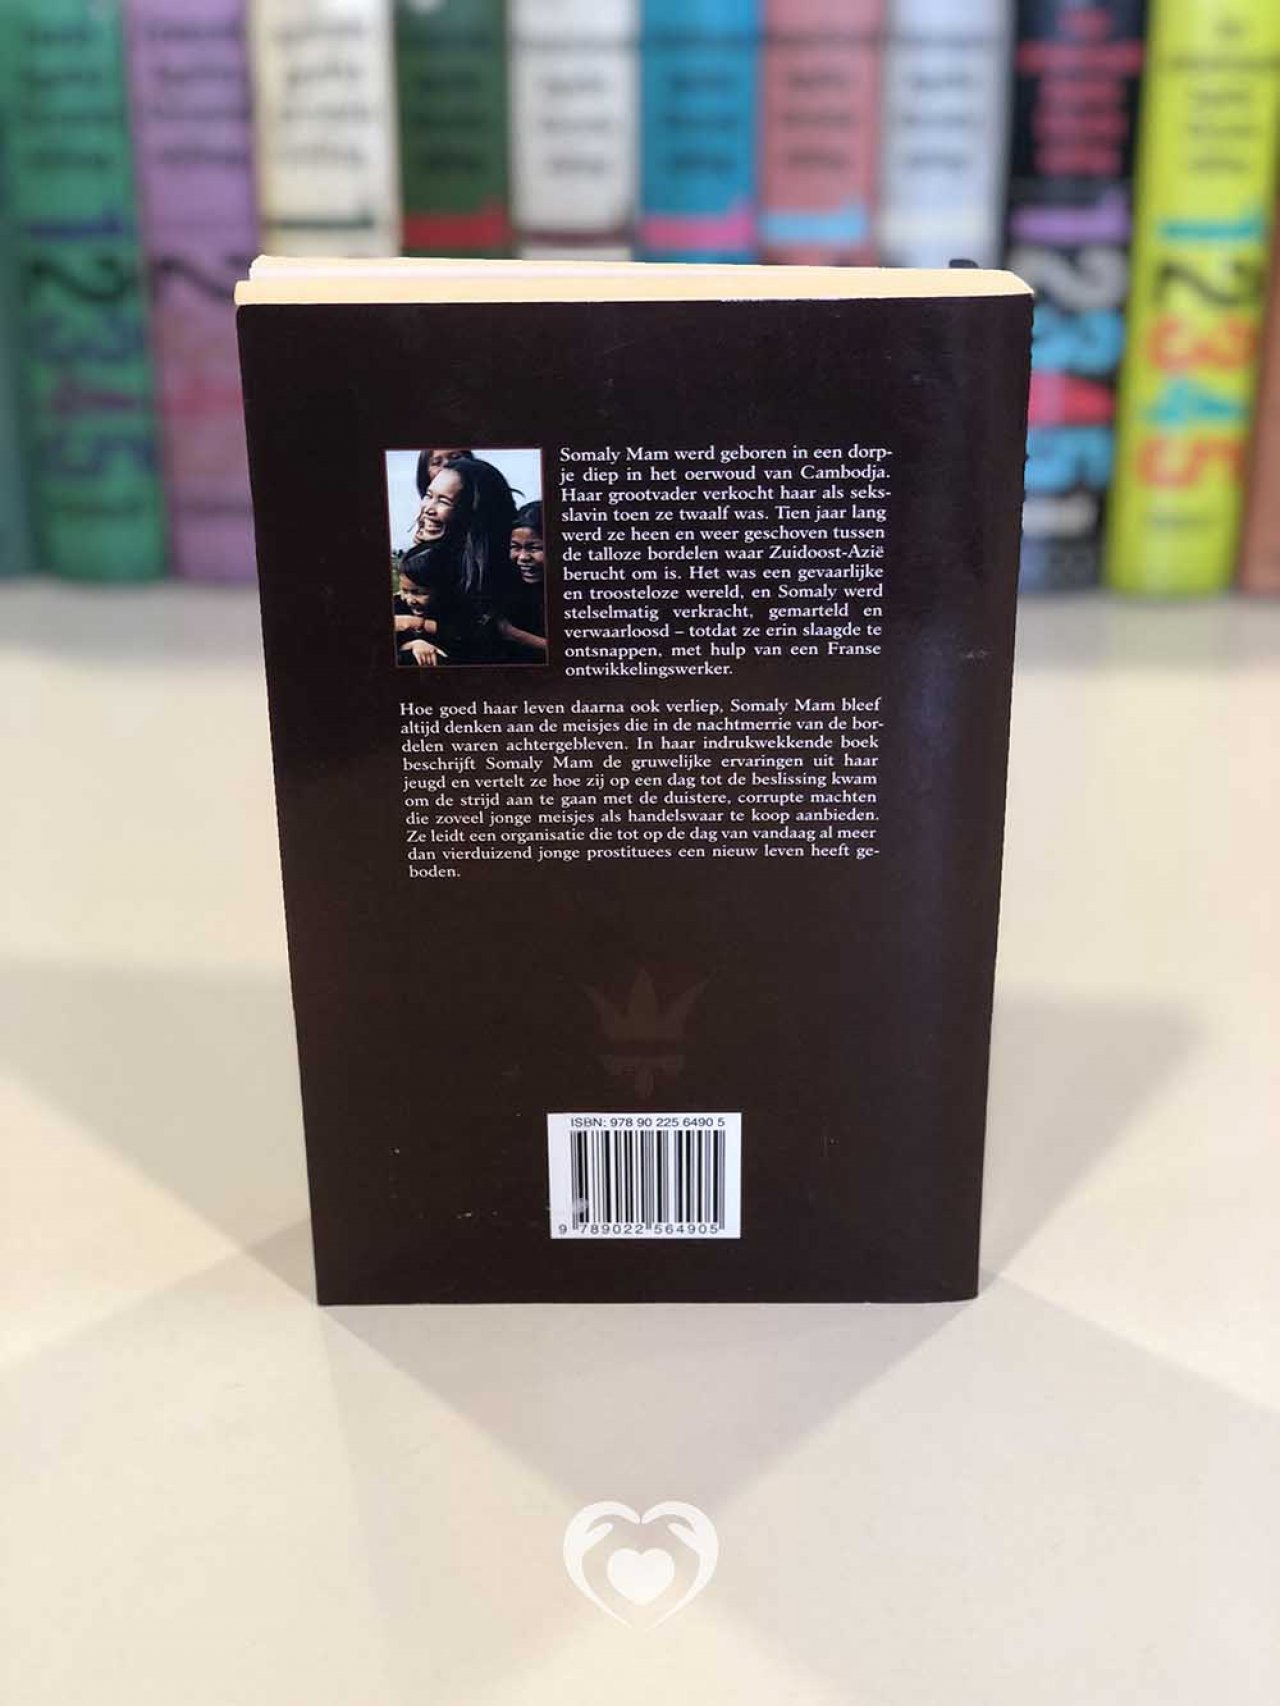 Somaly Mam werd geboren in een dorp-
je diep in het oerwoud van Cambodja.
Haar grootvader verkocht haar als seks-
slavin toen ze twaalf was. Tien jaar lang
werd ze heen en weer geschoven tussen
de talloze bordelen waar Zuidoost-Azië
berucht om is. Het was een gevaarlijke
en troosteloze wereld, en Somaly werd
stelselmatig verkracht, gemarteld en
verwaarloosd – totdat ze erin slaagde te
ontsnappen, met hulp van een Franse
ontwikkelingswerker.
Hoe goed haar leven daarna ook verliep, Somaly Mam bleef
altijd denken aan de meisjes die in de nachtmerrie van de bor-
delen waren achtergebleven. In haar indrukwekkende boek
beschrijft Somaly Mam de gruwelijke ervaringen uit haar
jeugd en vertelt ze hoe zij op een dag tot de beslissing kwam
om de strijd aan te gaan met de duistere, corrupte machten
die zoveel jonge meisjes als handelswaar te koop aanbieden.
Ze leidt een organisatie die tot op de dag van vandaag al meer
dan vierduizend jonge prostituees een nieuw leven heeft ge-
boden.
ISBN: 978 90 225 6490 5
9 789022 564905